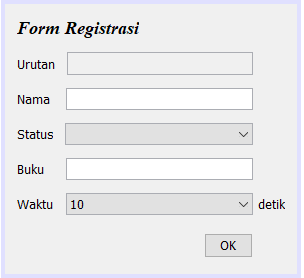 Form Registrasi
Urutan
Nama
Status
Buku
Waktu 10 detik
OK